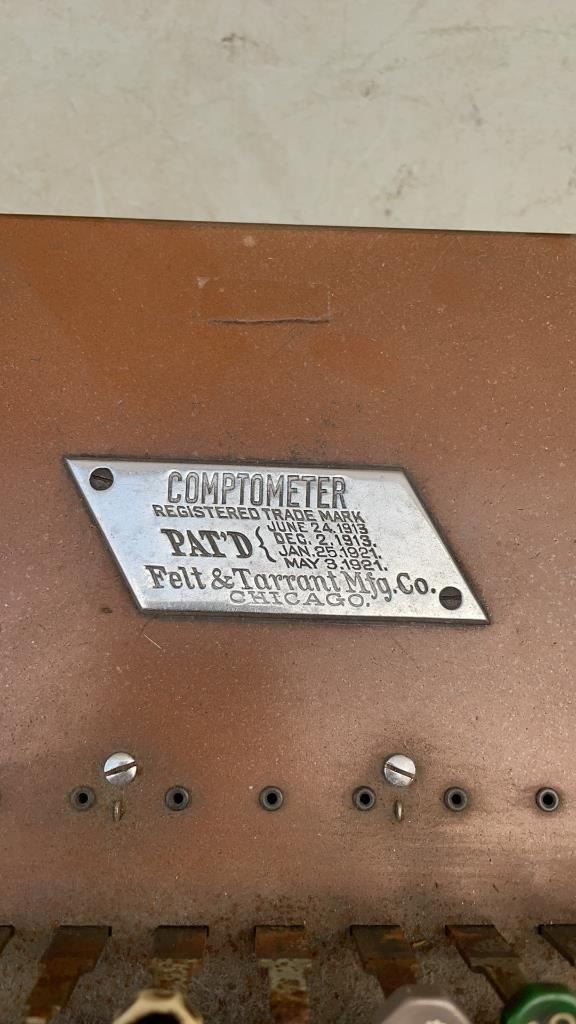 COMPTOMETER
REGISTERED TRADE MARK
PAT'D { JUNE 24, 1913.
DEC. 2, 1913.
JAN. 25, 1921.
MAY 3, 1921.
Felt & Tarrant Mfg. Co.
CHICAGO.